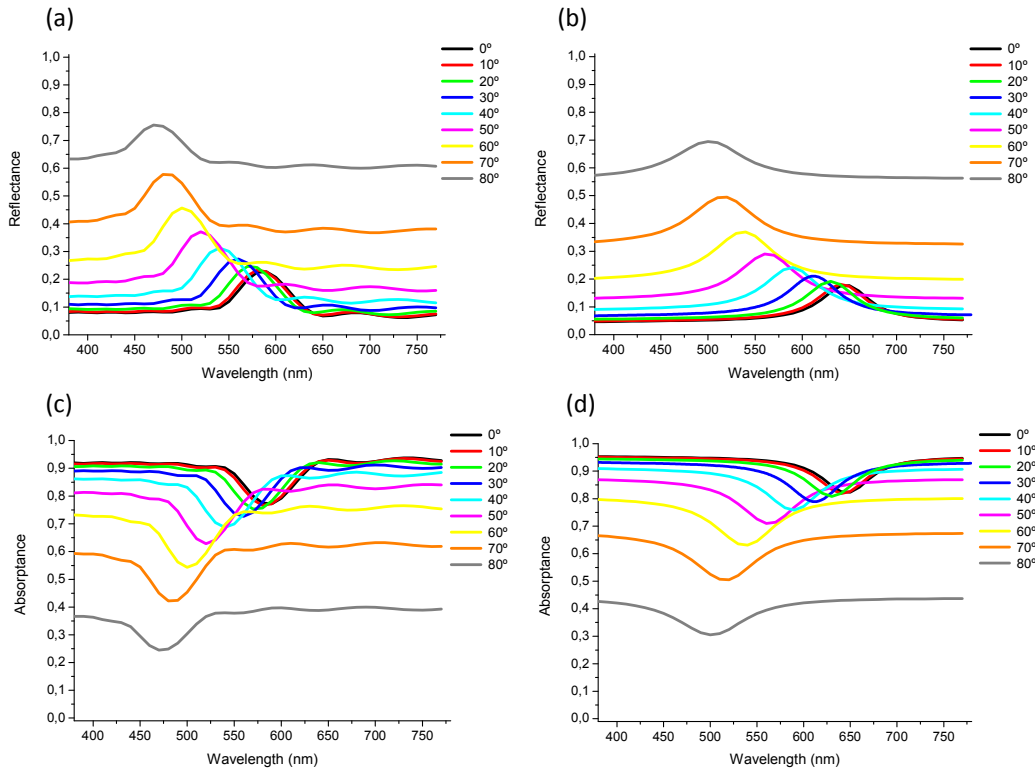 (a)
Reflectance
1,0
0,9
0,8
0,7
0,6
0,5
0,4
0,3
0,2
0,1
0,0
400 450 500 550 600 650 700 750
Wavelength (nm)
0º
10º
20º
30º
40º
50º
60º
70º
80º
(b)
Reflectance
1,0
0,9
0,8
0,7
0,6
0,5
0,4
0,3
0,2
0,1
0,0
400 450 500 550 600 650 700 750
Wavelength (nm)
0º
10º
20º
30º
40º
50º
60º
70º
80º
(c)
Absorptance
1,0
0,9
0,8
0,7
0,6
0,5
0,4
0,3
0,2
0,1
0,0
400 450 500 550 600 650 700 750
Wavelength (nm)
0º
10º
20º
30º
40º
50º
60º
70º
80º
(d)
Absorptance
1,0
0,9
0,8
0,7
0,6
0,5
0,4
0,3
0,2
0,1
0,0
400 450 500 550 600 650 700 750
Wavelength (nm)
0º
10º
20º
30º
40º
50º
60º
70º
80º